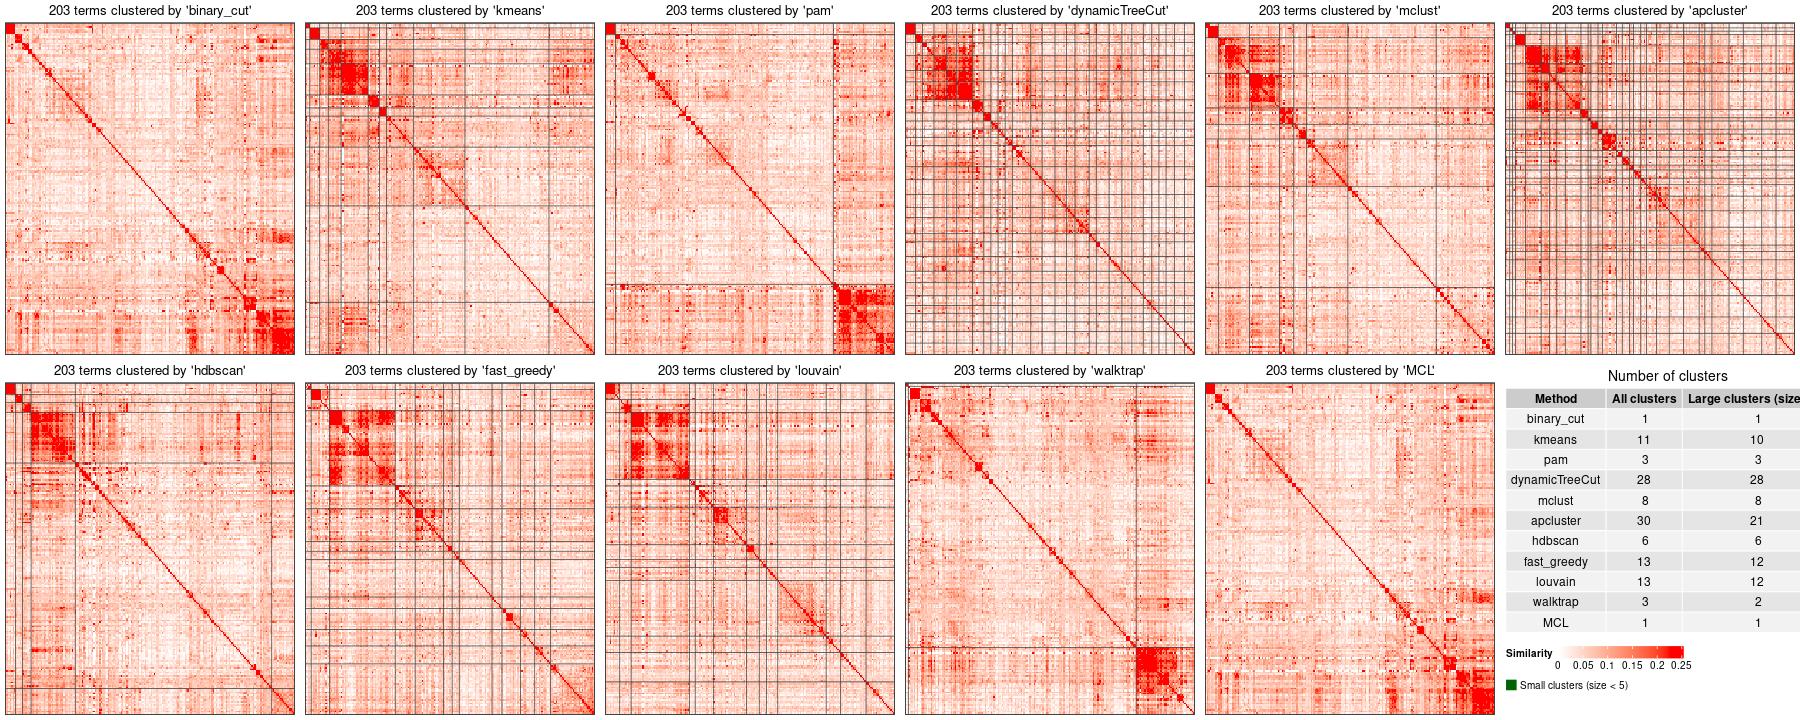 203 terms clustered by 'binary_cut'
203 terms clustered by 'kmeans'
203 terms clustered by 'pam'
203 terms clustered by 'dynamicTreeCut'
203 terms clustered by 'mclust'
203 terms clustered by 'apcluster'
203 terms clustered by 'hdbscan'
203 terms clustered by 'fast_greedy'
203 terms clustered by 'louvain'
203 terms clustered by 'walktrap'
203 terms clustered by 'MCL'
Number of clusters
Method All clusters Large clusters (size
binary_cut 1 1
kmeans 11 10
pam 3 3
dynamicTreeCut 28 28
mclust 8 8
apcluster 30 21
hdbscan 6 6
fast_greedy 13 12
louvain 13 12
walktrap 3 2
MCL 1 1
Similarity
0 0.05 0.1 0.15 0.2 0.25
Small clusters (size < 5)